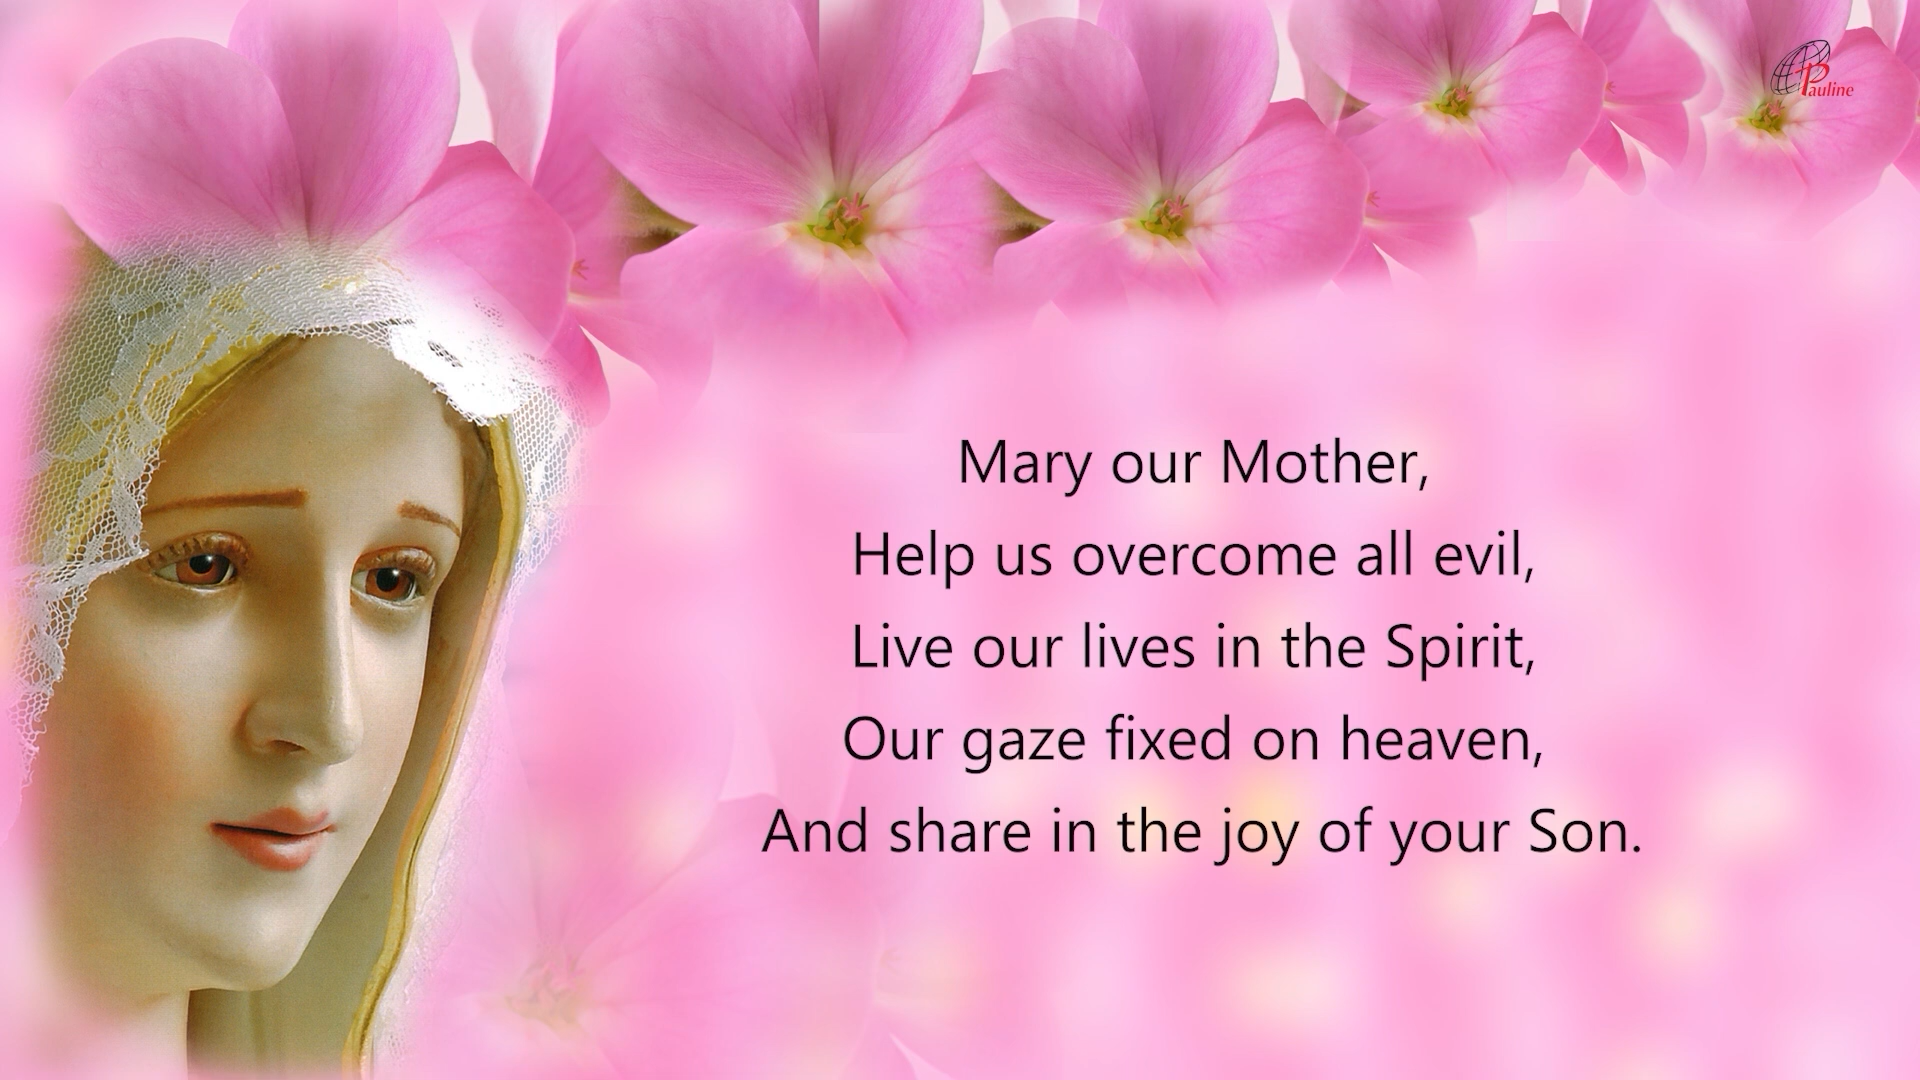 Pauline
Mary our Mother,
Help us overcome all evil,
Live our lives in the Spirit,
Our gaze fixed on heaven,
And share in the joy of your Son.